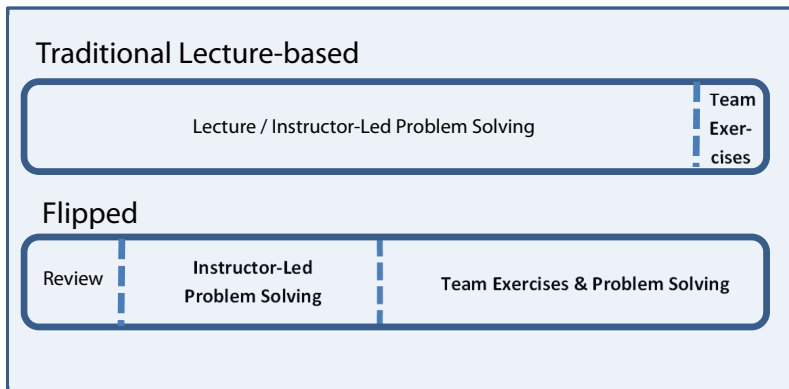 Traditional Lecture-based
Lecture / Instructor-Led Problem Solving
Team
Exer-
cises
Flipped
Review
Instructor-Led
Problem Solving
Team Exercises & Problem Solving